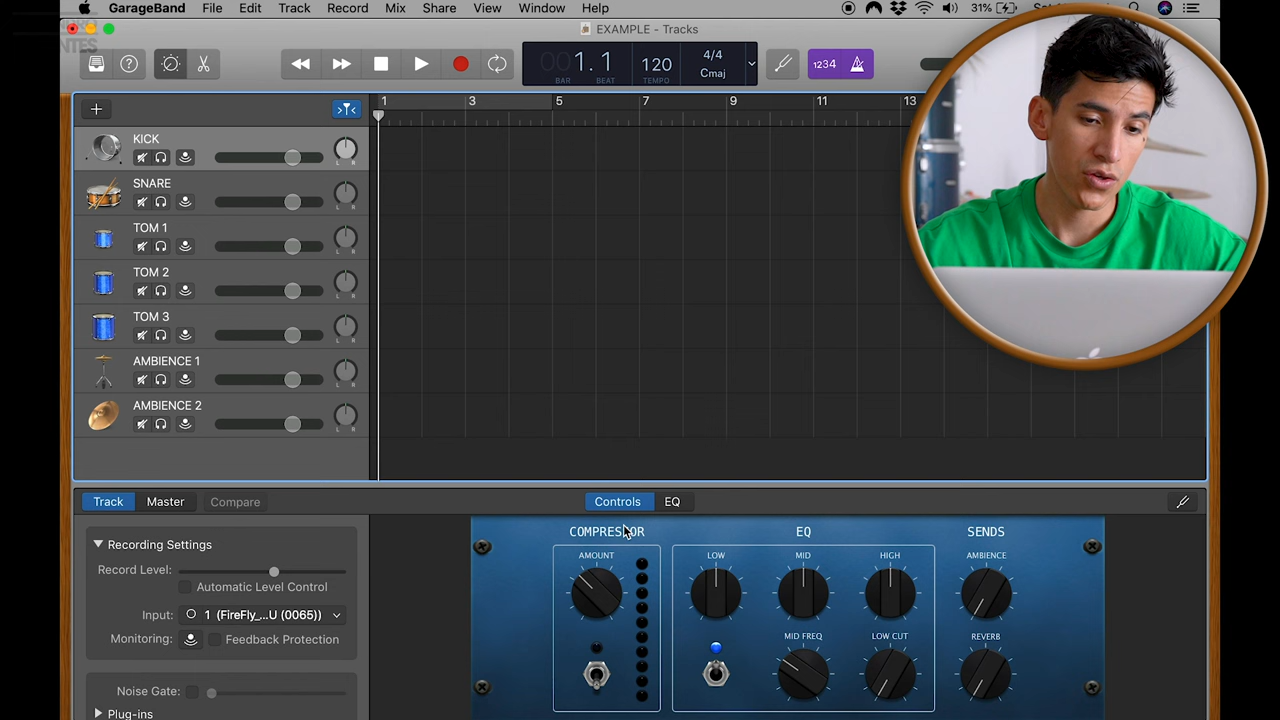 GarageBand File Edit Track Record Mix Share View Window Help 31%
EXAMPLE - Tracks
NTES
001.1
BAR BEAT
120
TEMPO
4/4
Cmaj
1234
1 3 5 7 9 11 13
KICK
L R
SNARE
L R
TOM 1
L R
TOM 2
L R
TOM 3
L R
AMBIENCE 1
L R
AMBIENCE 2
L R
Track Master Compare Controls EQ
Recording Settings
Record Level:
Automatic Level Control
Input: 1 (FireFly_...U (0065))
Monitoring: Feedback Protection
Noise Gate:
Plug-ins
COMPRESSOR EQ SENDS
AMOUNT LOW MID HIGH AMBIENCE
MID FREQ LOW CUT REVERB